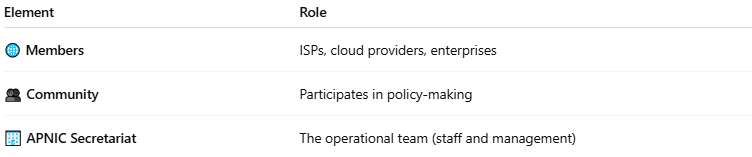 Element Role
Members ISPs, cloud providers, enterprises
Community Participates in policy-making
APNIC Secretariat The operational team (staff and management)